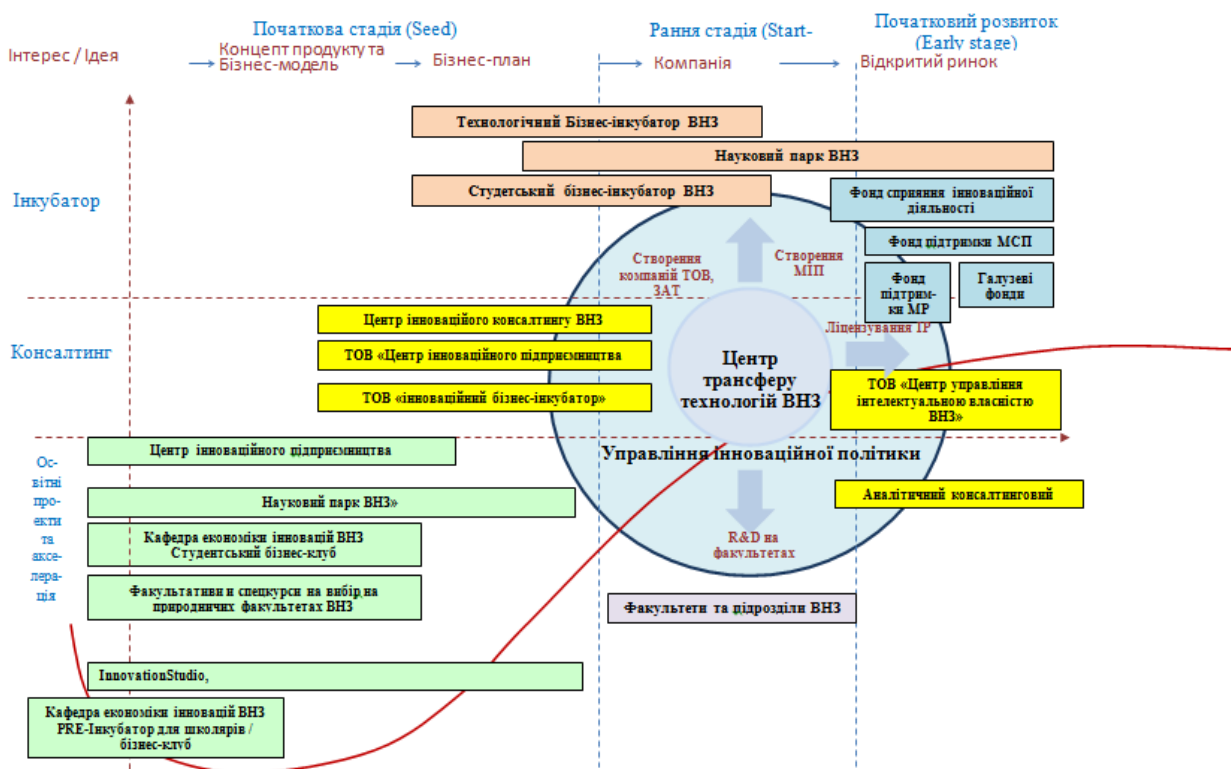 Початкова стадія (Seed)
Рання стадія (Start-
Початковий розвиток
(Early stage)
Інтерес / Ідея
Концепт продукту та
Бізнес-модель
Бізнес-план
Компанія
Відкритий ринок
Технологічний Бізнес-інкубатор ВНЗ
Науковий парк ВНЗ
Студетський бізнес-інкубатор ВНЗ
Фонд сприяння інноваційної
діяльності
Інкубатор
Фонд підтримки МСП
Створення
компаній ТОВ,
ЗАТ
Створення
МІП
Фонд
підтрим-
ки МР
Галузеві
фонди
Центр інноваційого консалтингу ВНЗ
Ліцензування ІР
Консалтинг
ТОВ «Центр інноваційного підприємництва
Центр
трансферу
технологій ВНЗ
ТОВ «інноваційний бізнес-інкубатор»
ТОВ «Центр управління
інтелектуальною власністю
ВНЗ»
Ос-
вітні
про-
екти
та
аксе-
лера-
ція
Центр інноваційного підприємництва
Управління інноваційної політики
Науковий парк ВНЗ»
Аналітичний консалтинговий
Кафедра економіки інновацій ВНЗ
Студентський бізнес-клуб
R&D на
факультетах
Факультативи и спецкурси на вибір на
природничих факультетах ВНЗ
Факультети та підрозділи ВНЗ
InnovationStudio,
Кафедра економіки інновацій ВНЗ
PRE-Інкубатор для школярів /
бізнес-клуб